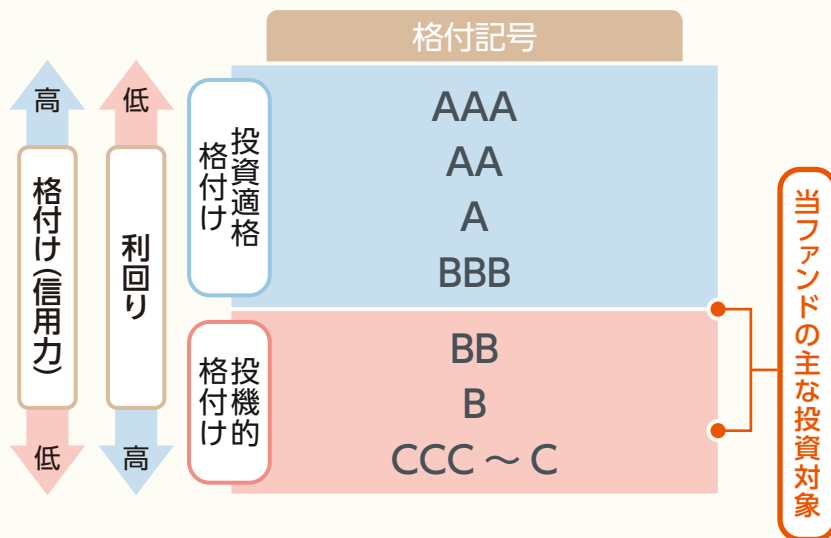 格付記号
高
格付け(信用力)
低
低
利回り
高
投資適格
格付け
AAA
AA
A
BBB
投機的
格付け
BB
B
CCC ～ C
当ファンドの主な投資対象